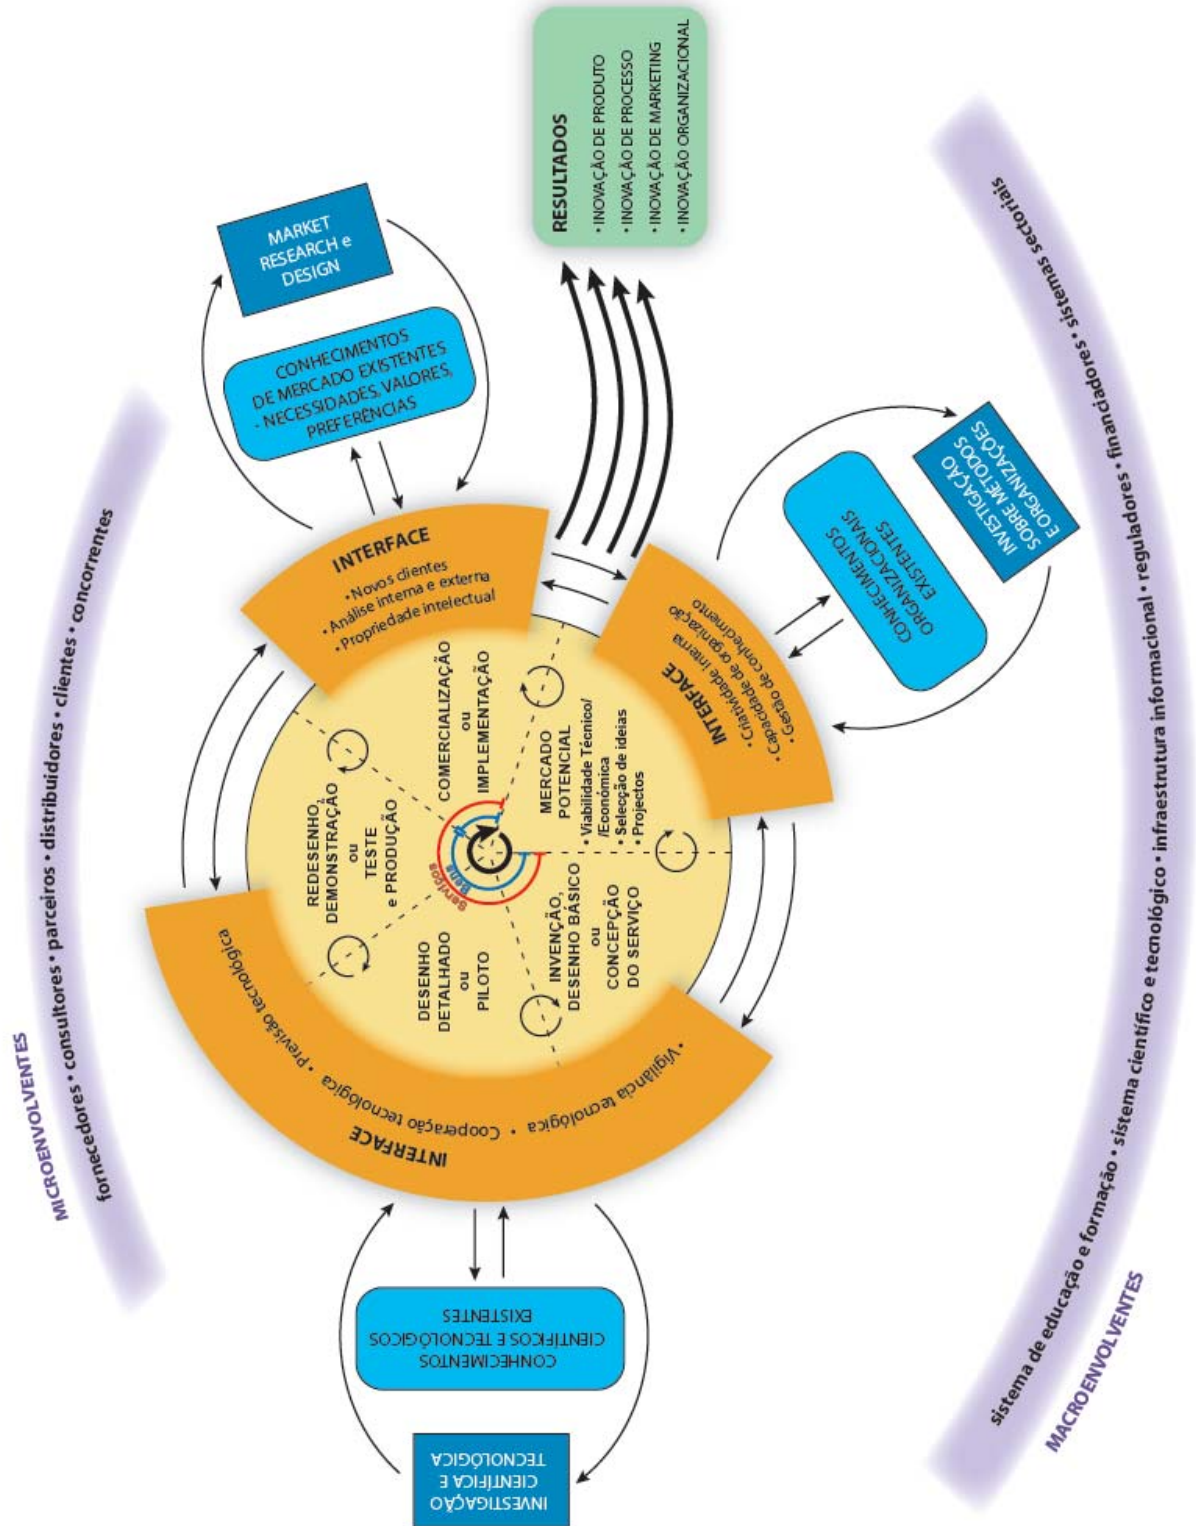 MICROENVOLVENTES
fornecedores • consultores • parceiros • distribuidores • clientes • concorrentes
MARKET
RESEARCH e
DESIGN
CONHECIMENTOS
DE MERCADO EXISTENTES
- NECESSIDADES, VALORES,
PREFERÊNCIAS
INTERFACE
• Novos clientes
• Análise interna e externa
• Propriedade intelectual
RESULTADOS
• INOVAÇÃO DE PRODUTO
• INOVAÇÃO DE PROCESSO
• INOVAÇÃO DE MARKETING
• INOVAÇÃO ORGANIZACIONAL
REDESENHO,
DEMONSTRAÇÃO
ou
TESTE
e PRODUÇÃO
COMERCIALIZAÇÃO
ou
IMPLEMENTAÇÃO
DESENHO
DETALHADO
ou
PILOTO
Serviços
Bens
MERCADO
POTENCIAL
• Viabilidade Técnico/
/Económica
• Selecção de ideias
• Projectos
INVENÇÃO,
DESENHO BÁSICO
ou
CONCEPÇÃO
DO SERVIÇO
INTERFACE
• Vigilância tecnológica • Cooperação tecnológica • Previsão tecnológica
CONHECIMENTOS
CIENTÍFICOS E TECNOLÓGICOS
EXISTENTES
INVESTIGAÇÃO
CIENTÍFICA E
TECNOLÓGICA
INTERFACE
• Criatividade interna
• Capacidade de organização
• Gestão de conhecimento
CONHECIMENTOS
ORGANIZACIONAIS
EXISTENTES
INVESTIGAÇÃO
SOBRE MÉTODOS
E ORGANIZAÇÕES
sistema de educação e formação • sistema científico e tecnológico • infraestrutura informacional • reguladores • financiadores • sistemas sectoriais
MACROENVOLVENTES